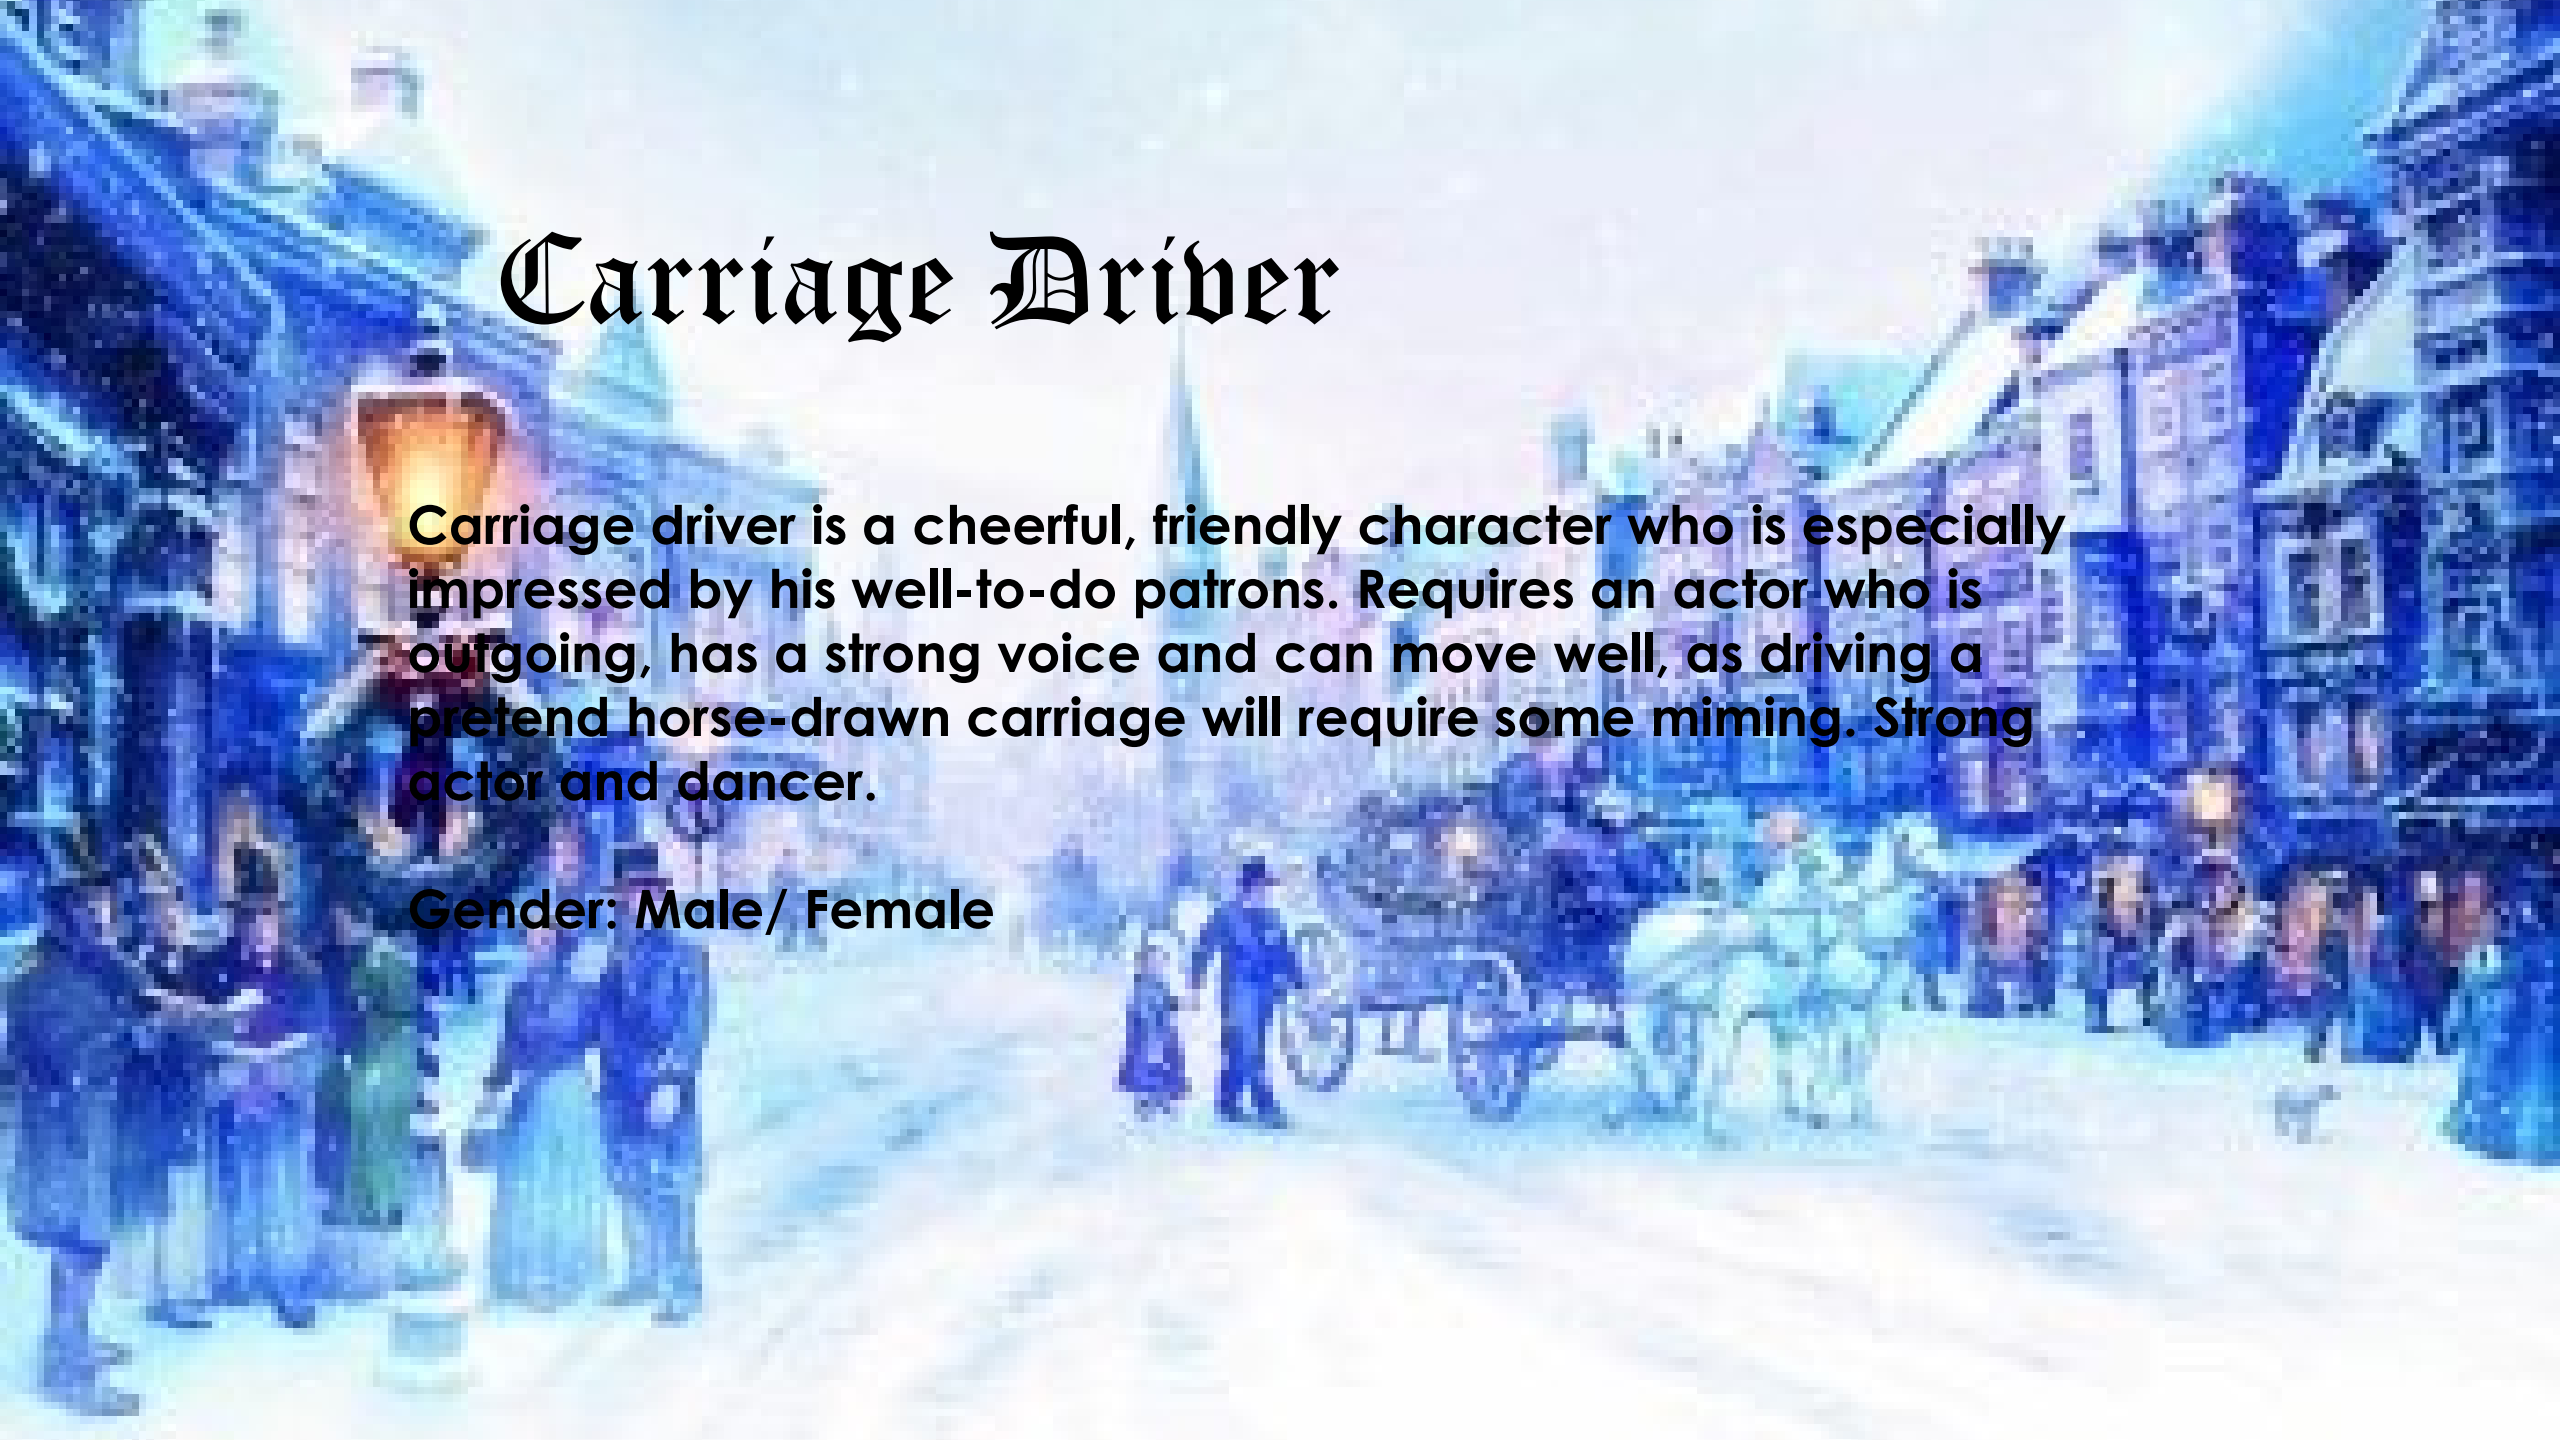 Carriage Driver
Carriage driver is a cheerful, friendly character who is especially
impressed by his well-to-do patrons. Requires an actor who is
outgoing, has a strong voice and can move well, as driving a
pretend horse-drawn carriage will require some miming. Strong
actor and dancer.
Gender: Male/ Female